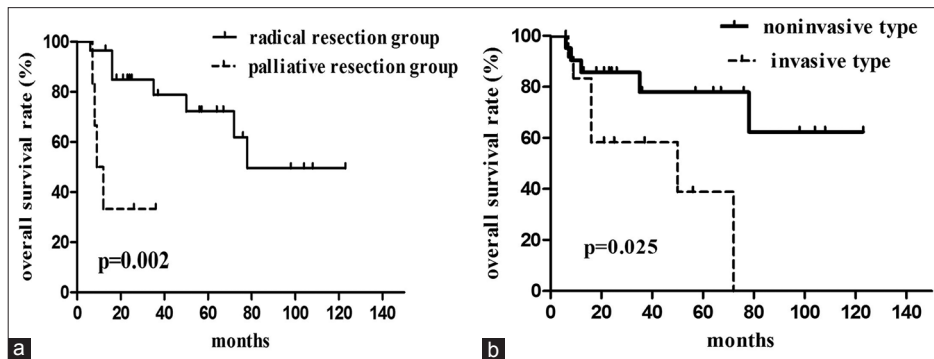 radical resection group
palliative resection group
overall survival rate (%)
100
80
60
40
20
0
p=0.002
0 20 40 60 80 100 120 140
months
a
noninvasive type
invasive type
overall survival rate (%)
100
80
60
40
20
0
p=0.025
0 20 40 60 80 100 120 140
months
b